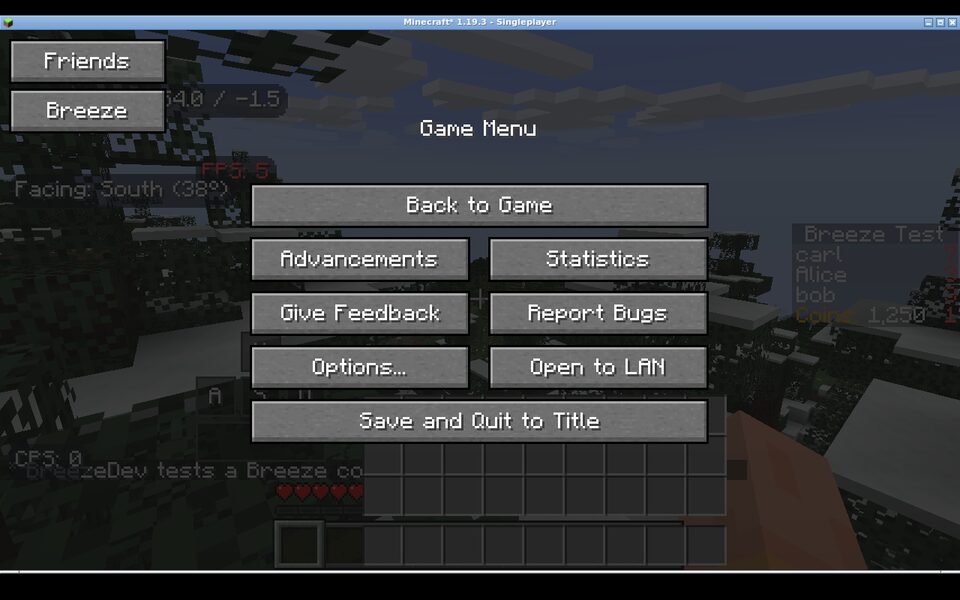 Minecraft* 1.19.3 - Singleplayer
Friends
Breeze
64.0 / -1.5
Game Menu
FPS: 5
Facing: South (38°)
Back to Game
Advancements
Statistics
Breeze Test
carl
Alice
bob
Coins: 1,250
Give Feedback
Report Bugs
Options...
Open to LAN
A
Save and Quit to Title
CPS: 0
BreezeDev tests a Breeze co